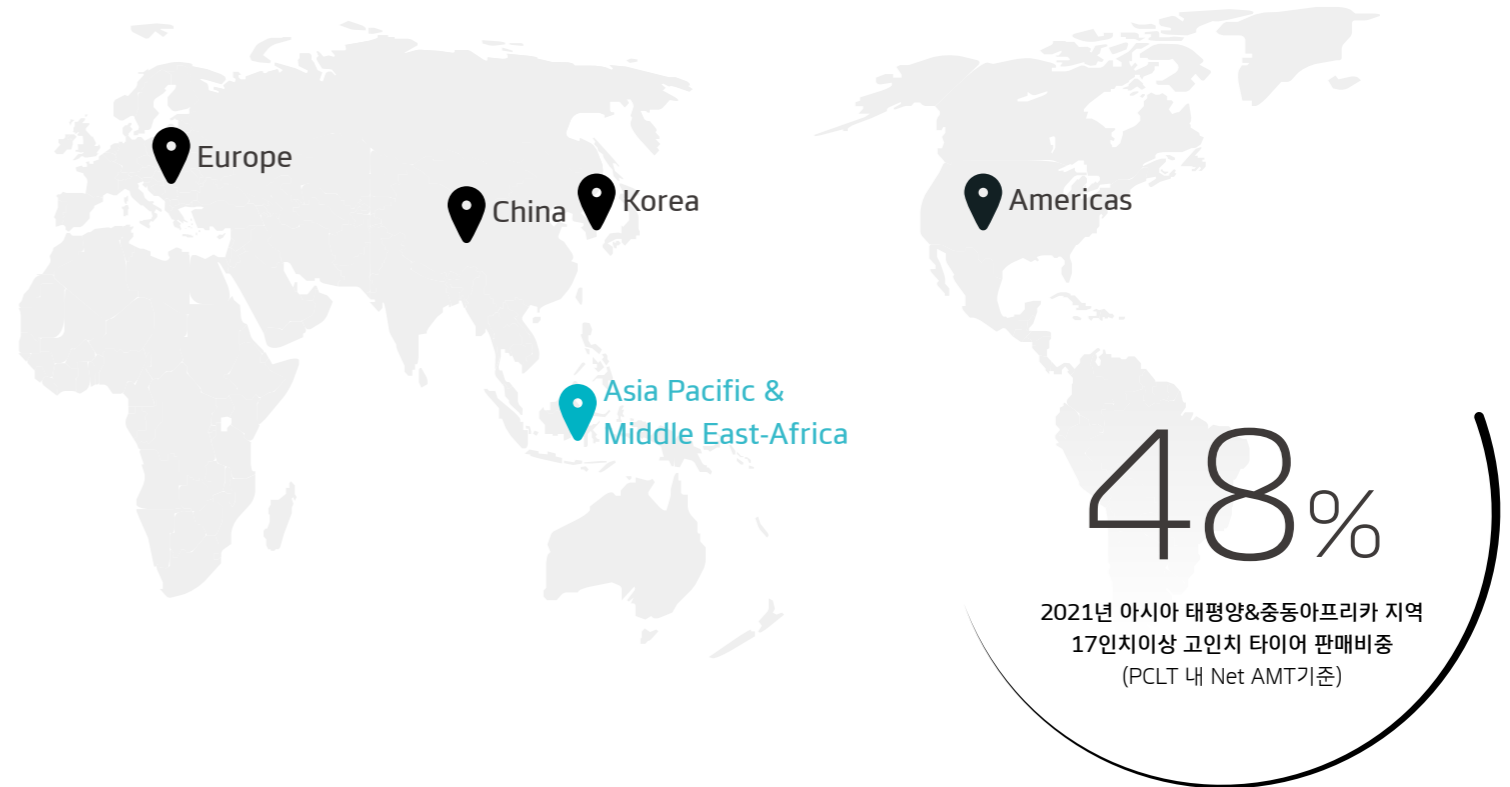 Europe
China
Korea
Americas
Asia Pacific &
Middle East-Africa
48%
2021년 아시아 태평양&중동아프리카 지역
17인치이상 고인치 타이어 판매비중
(PCLT 내 Net AMT기준)